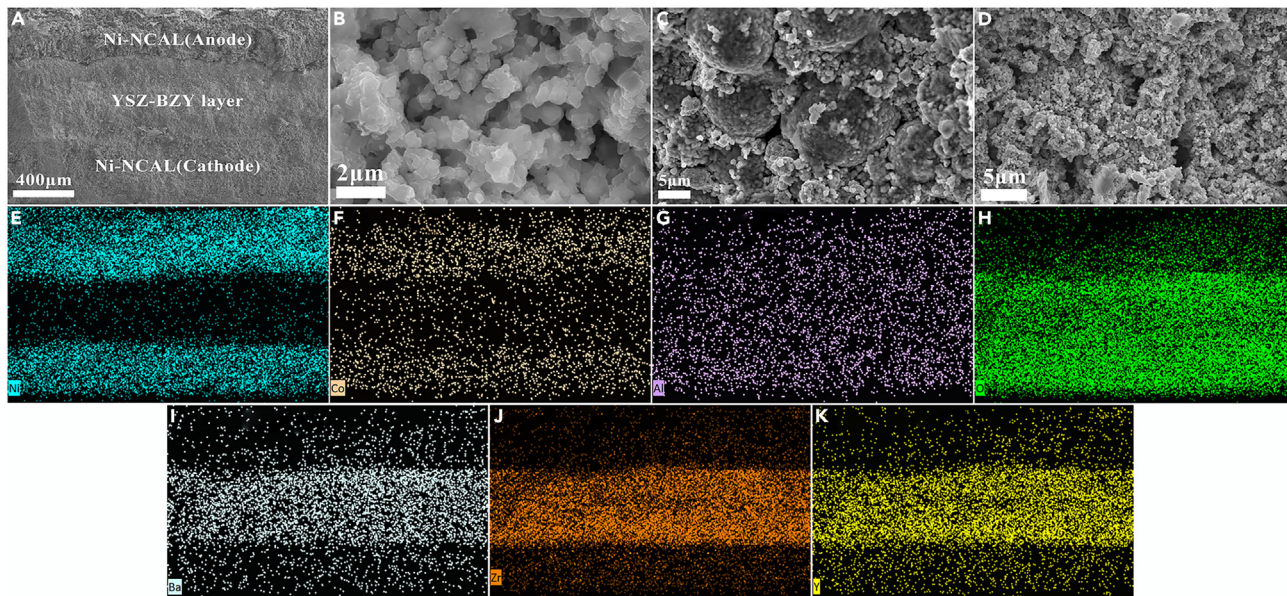 A
Ni-NCAL(Anode)
YSZ-BZY layer
Ni-NCAL(Cathode)
400μm
B
2μm
C
5μm
D
5μm
E
Ni
F
Co
G
Al
H
O
I
Ba
J
Zr
K
Y